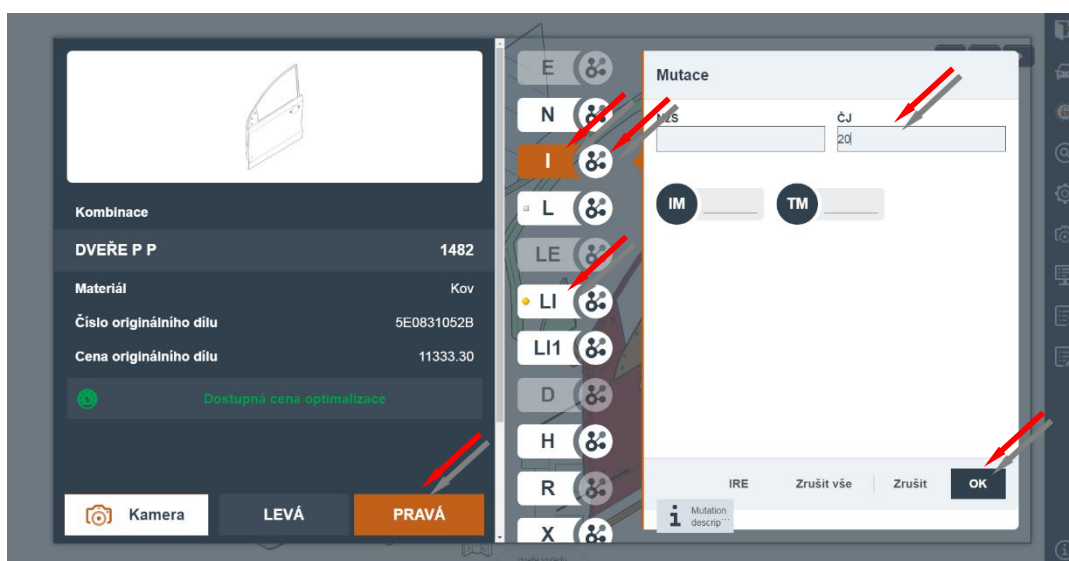 Kombinace
DVEŘE P P 1482
Materiál Kov
Číslo originálního dílu 5E0831052B
Cena originálního dílu 11333.30
Dostupná cena optimalizace
Kamera LEVÁ PRAVÁ
E
N
I
L
LE
LI
LI1
D
H
R
X
Mutace
ČJ
20
IM TM
IRE Zrušit vše Zrušit OK
i Mutation
descrip...